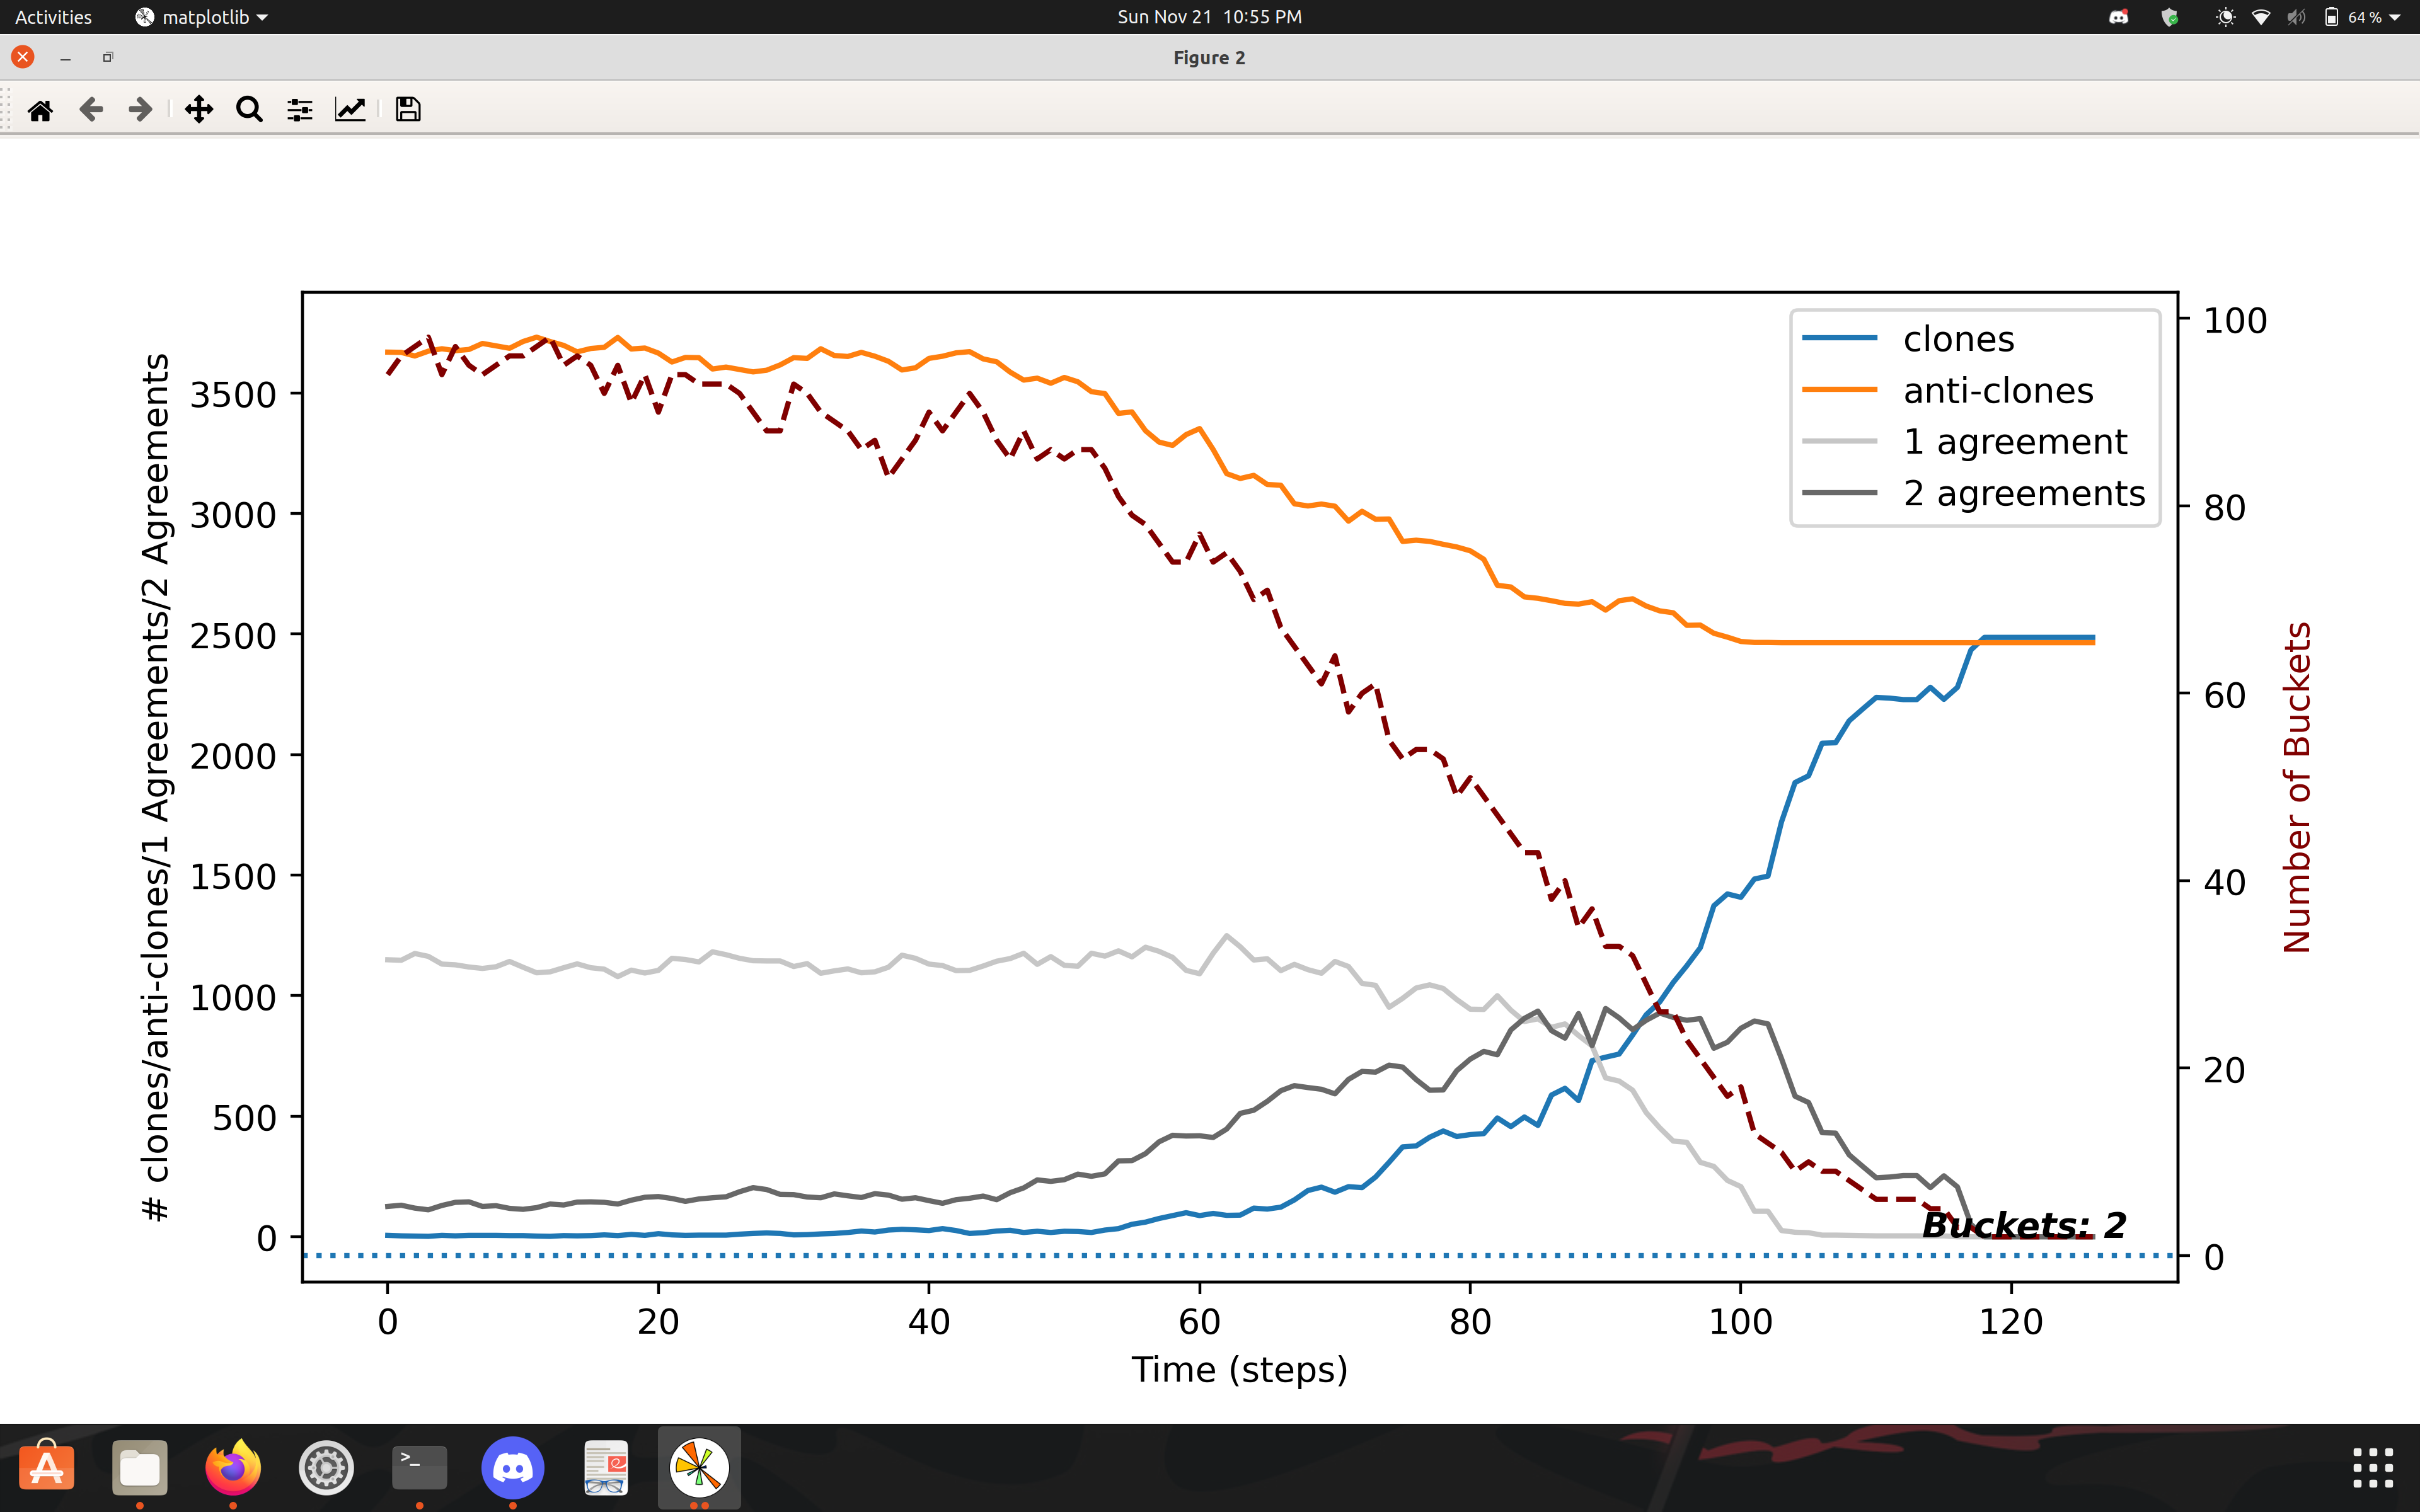 Activities
matplotlib
Sun Nov 21 10:55 PM
64 %
Figure 2
# clones/anti-clones/1 Agreements/2 Agreements
3500
3000
2500
2000
1500
1000
500
0
clones
anti-clones
1 agreement
2 agreements
100
80
60
40
20
0
Number of Buckets
Buckets: 2
0 20 40 60 80 100 120
Time (steps)
>_